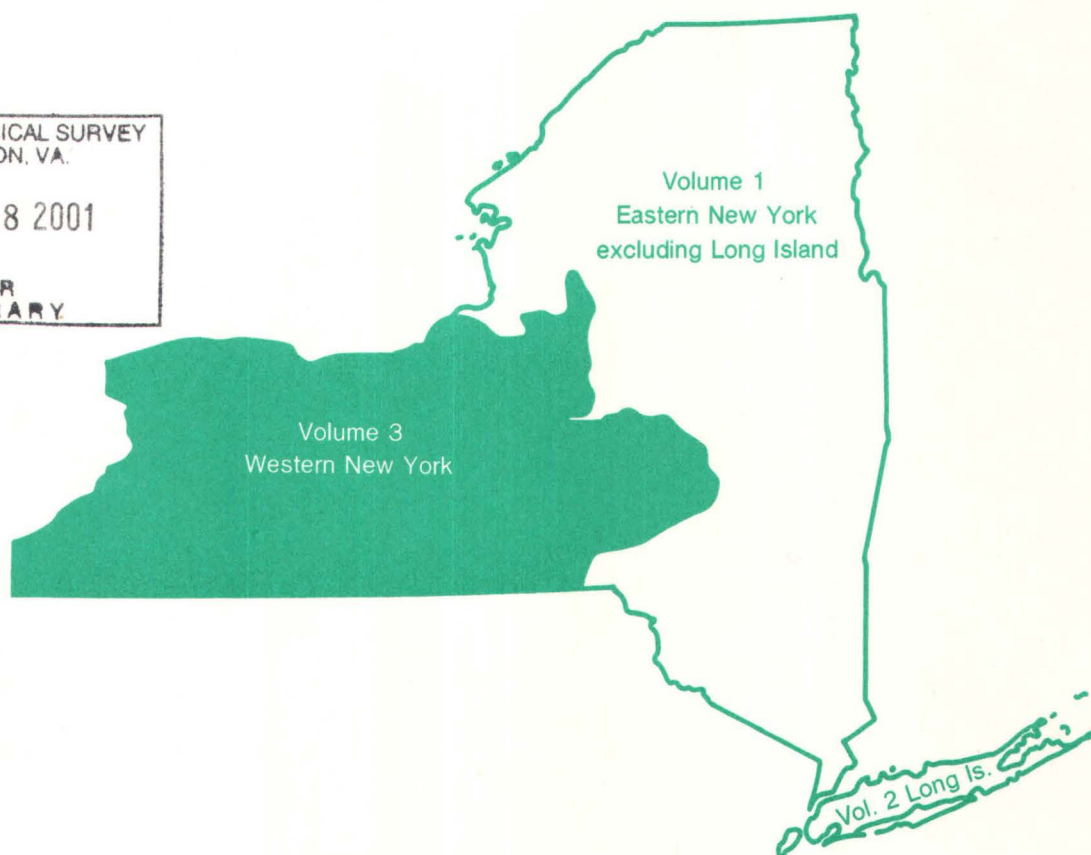 ICAL SURVEY
ON, VA.
8 2001
R
ARY
Volume 1
Eastern New York
excluding Long Island
Volume 3
Western New York
Vol. 2 Long Is.